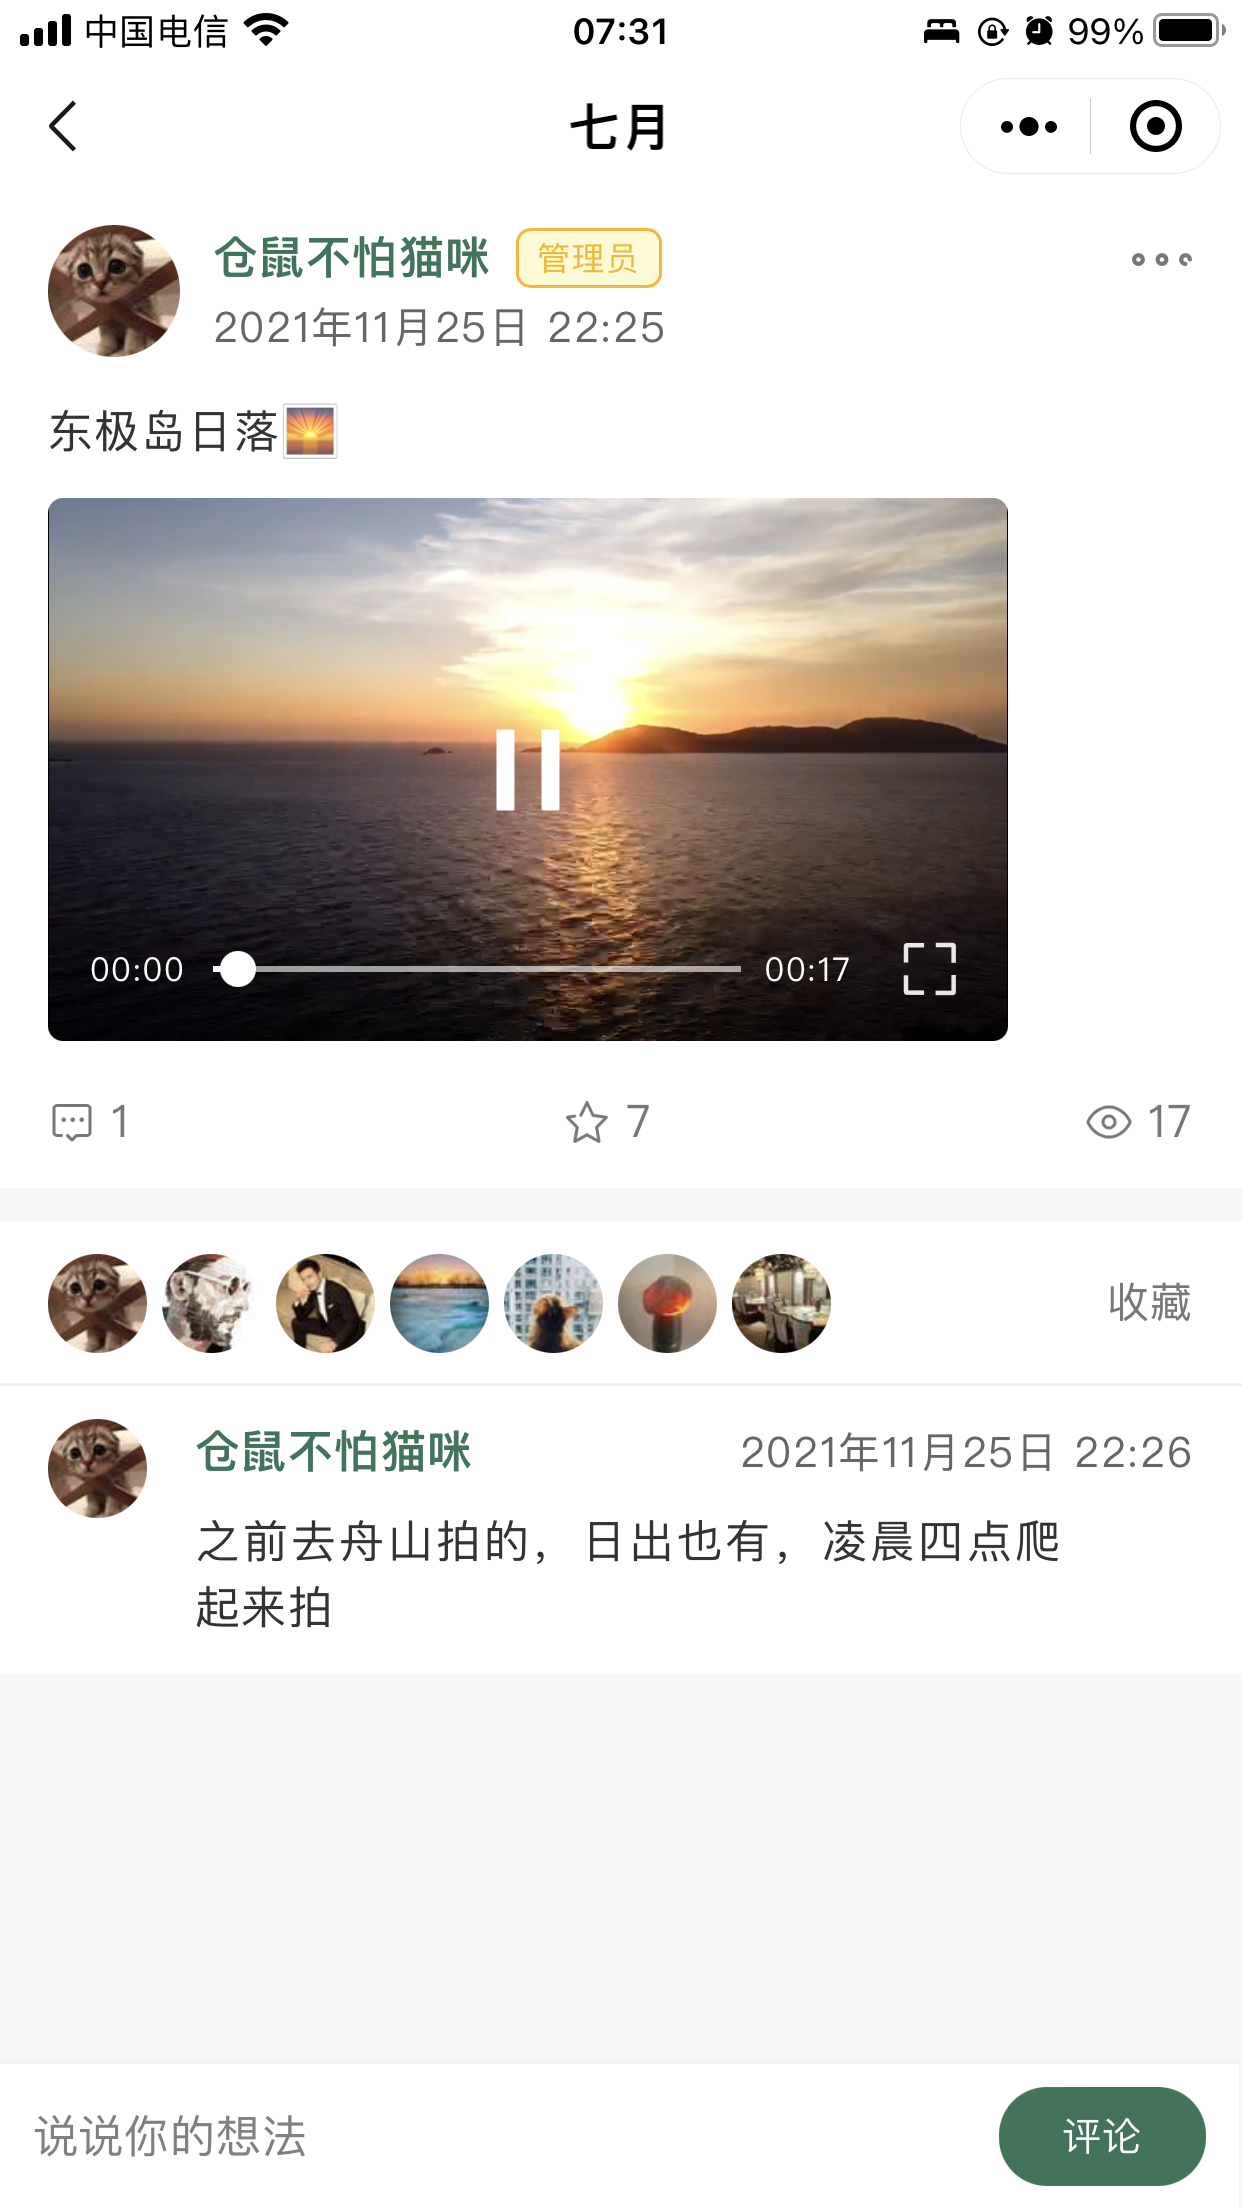 中国电信
07:31
99%
七月
仓鼠不怕猫咪
管理员
2021年11月25日 22:25
东极岛日落🌅
00:00
00:17
1
7
17
收藏
仓鼠不怕猫咪
2021年11月25日 22:26
之前去舟山拍的，日出也有，凌晨四点爬
起来拍
说说你的想法
评论